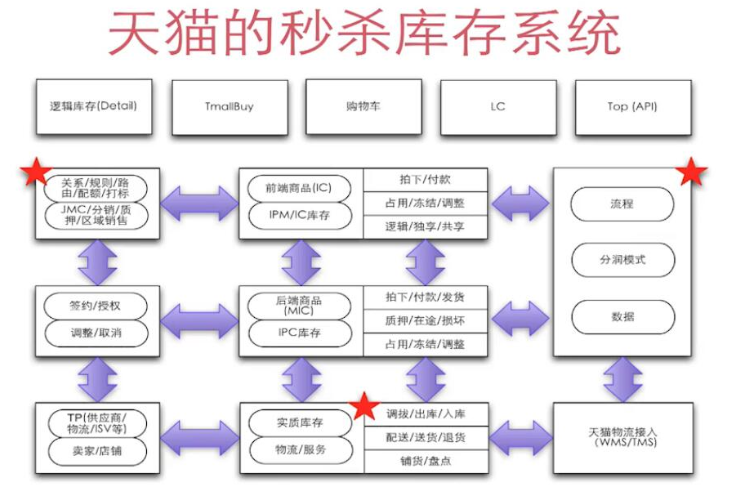 天猫的秒杀库存系统
逻辑库存(Detail)
TmallBuy
购物车
LC
Top (API)
关系/规则/路
由/配额/打标
JMC/分销/质
押/区域销售
前端商品(IC)
IPM/IC库存
拍下/付款
占用/冻结/调整
逻辑/独享/共享
流程
分润模式
数据
签约/授权
调整/取消
后端商品
(MIC)
IPC库存
拍下/付款/发货
质押/在途/损坏
占用/冻结/调整
TP(供应商/
物流/ISV等)
卖家/店铺
实质库存
物流/服务
调拔/出库/入库
配送/送货/退货
铺货/盘点
天猫物流接入
(WMS/TMS)